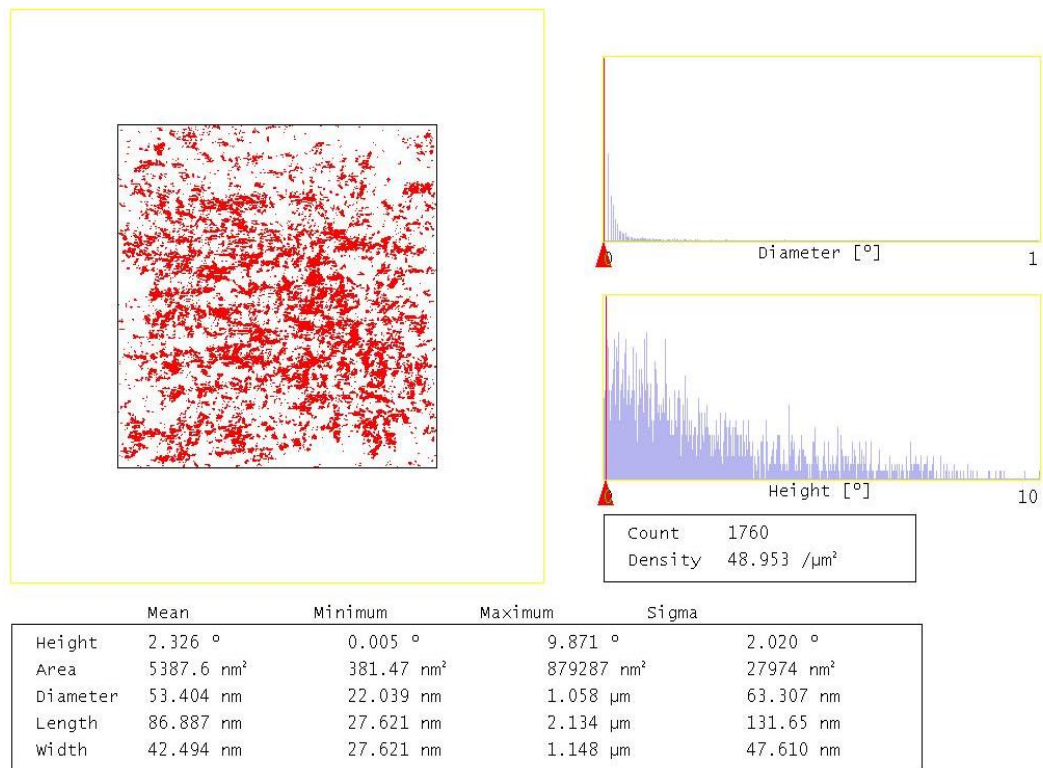 0 Diameter [°] 1
0 Height [°] 10
Count 1760
Density 48.953 /µm²
Mean Minimum Maximum Sigma
Height 2.326 ° 0.005 ° 9.871 ° 2.020 °
Area 5387.6 nm² 381.47 nm² 879287 nm² 27974 nm²
Diameter 53.404 nm 22.039 nm 1.058 µm 63.307 nm
Length 86.887 nm 27.621 nm 2.134 µm 131.65 nm
Width 42.494 nm 27.621 nm 1.148 µm 47.610 nm